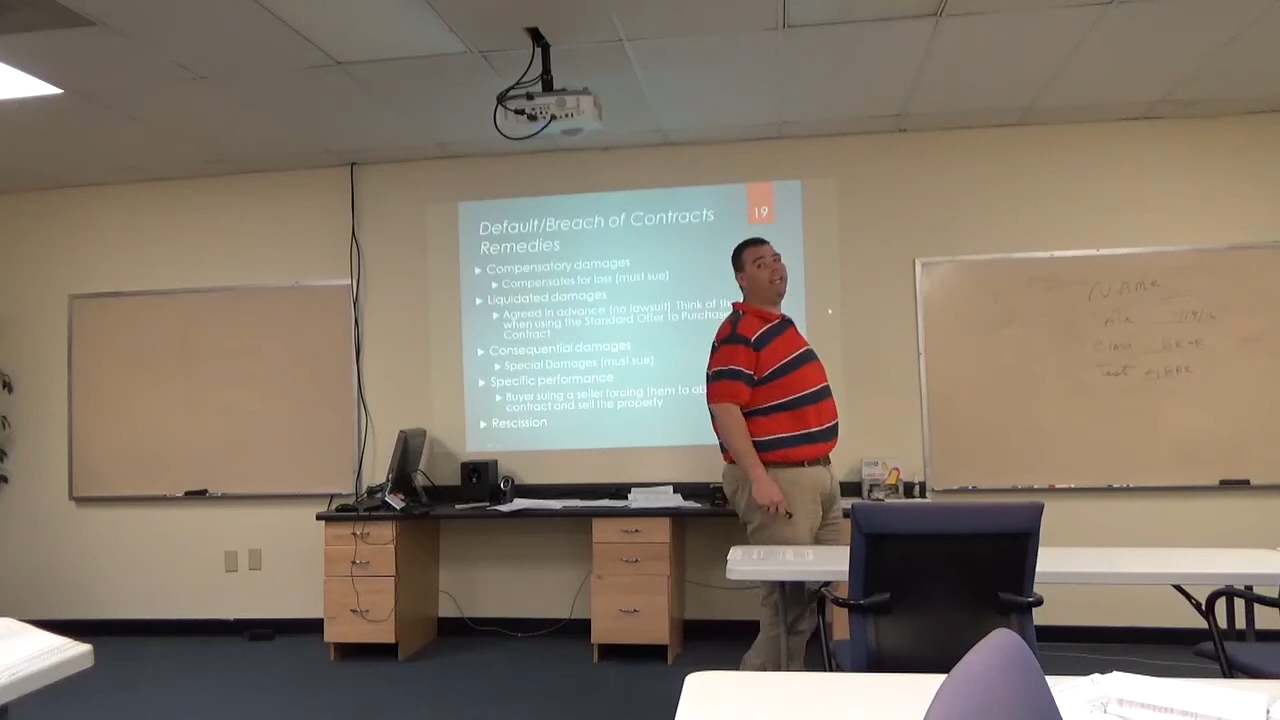 19
Default/Breach of Contracts
Remedies
Compensatory damages
Compensates for loss (must sue)
Liquidated damages
Agreed in advance (no lawsuit) Think of
when using the Standard Offer to Purchase
Contract
Consequential damages
Special Damages (must sue)
Specific performance
Buyer suing a seller forcing them to
contract and sell the property
Rescission
NAME
Class
Test